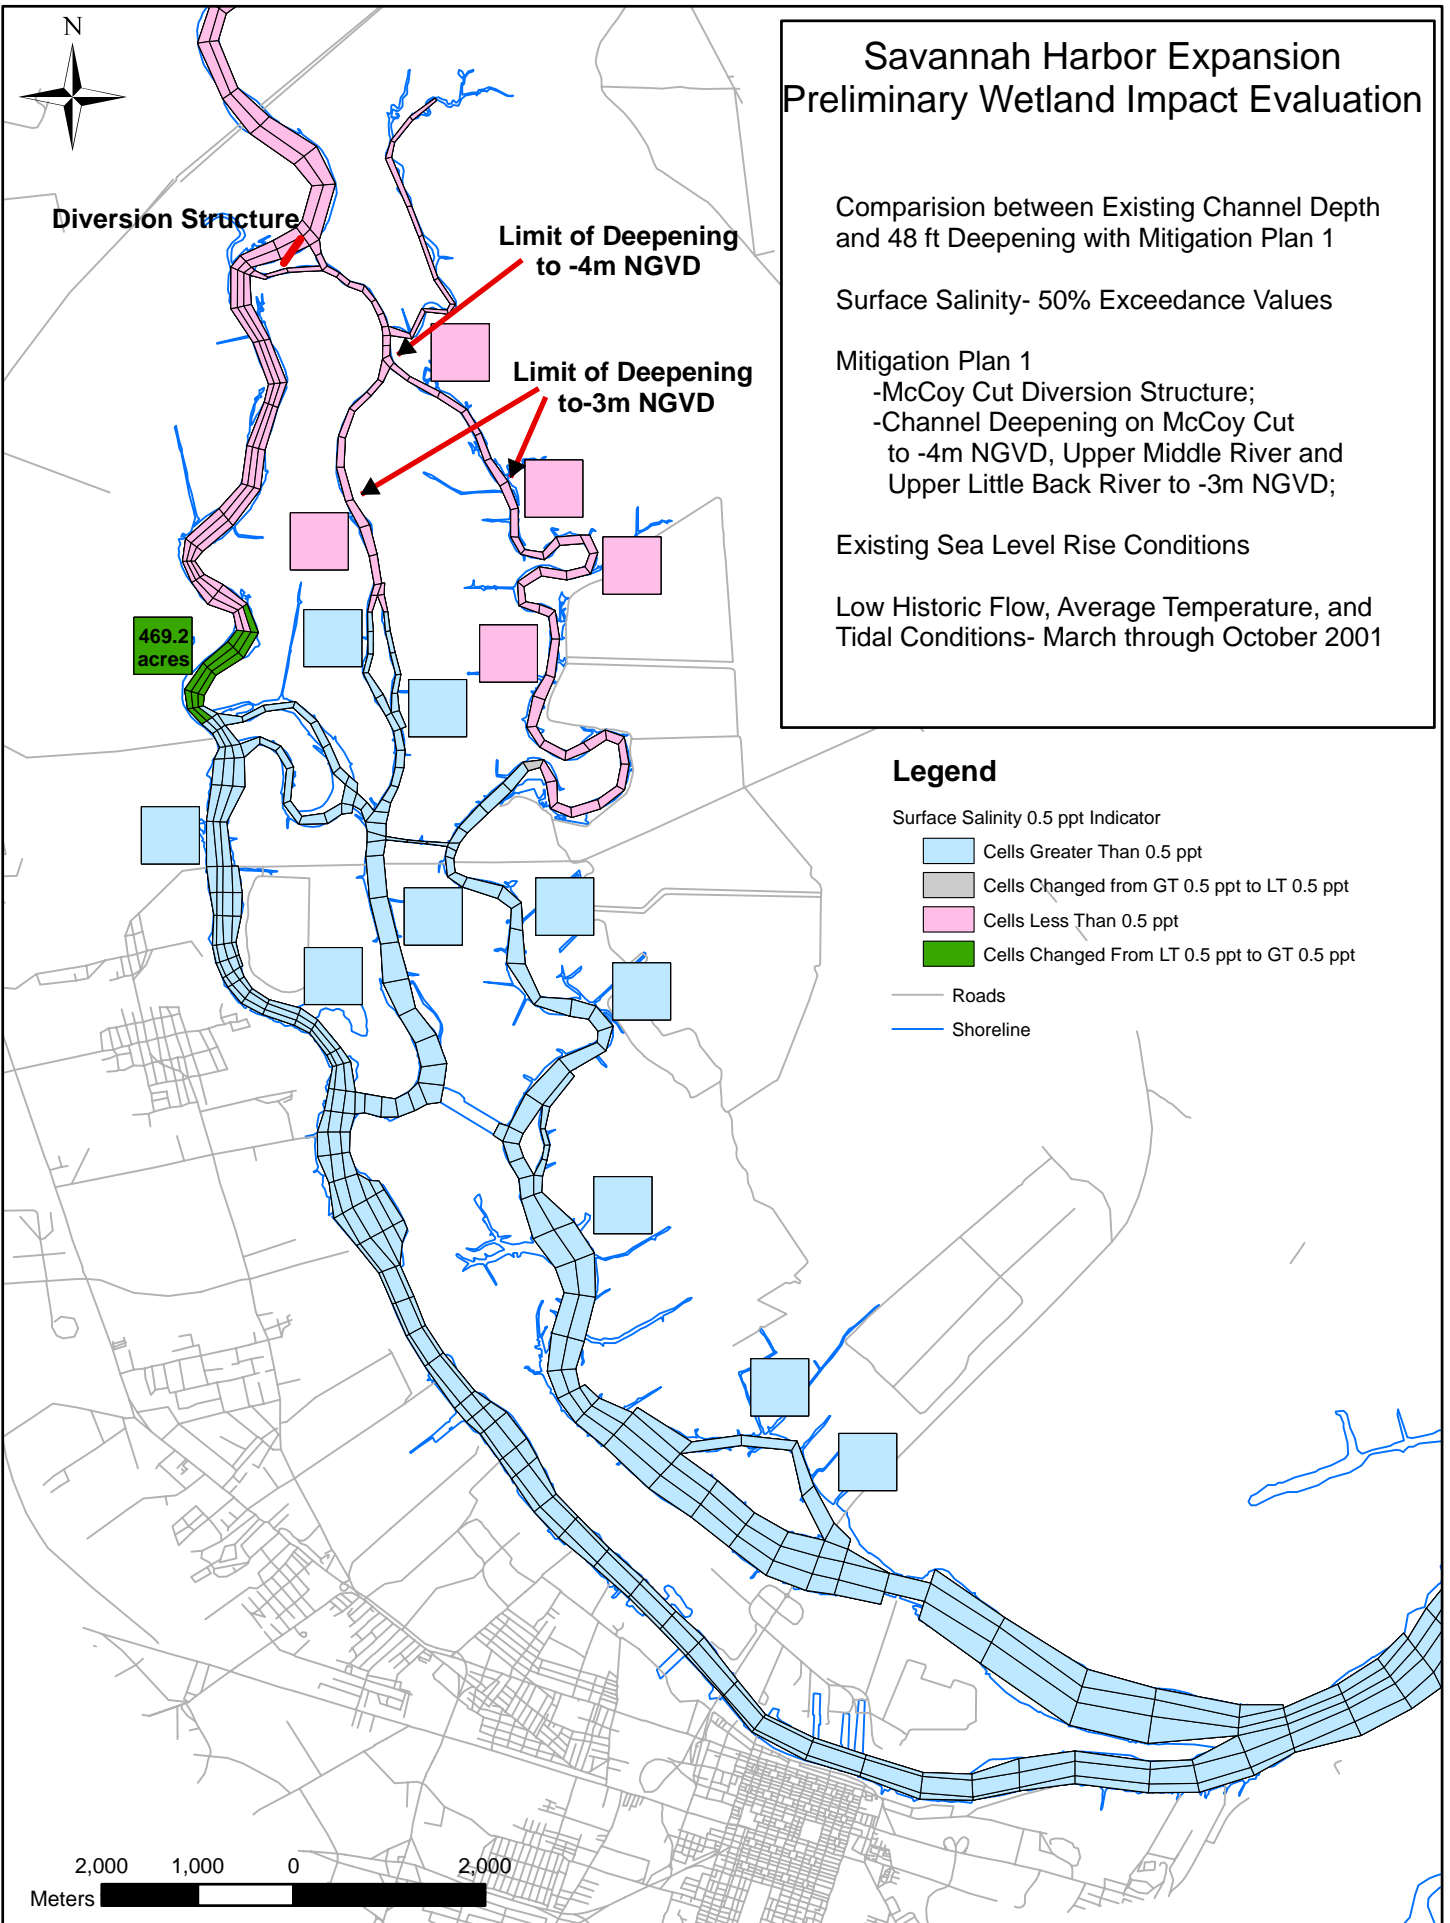 N
Savannah Harbor Expansion
Preliminary Wetland Impact Evaluation
Comparision between Existing Channel Depth
and 48 ft Deepening with Mitigation Plan 1
Surface Salinity- 50% Exceedance Values
Mitigation Plan 1
-McCoy Cut Diversion Structure;
-Channel Deepening on McCoy Cut
to -4m NGVD, Upper Middle River and
Upper Little Back River to -3m NGVD;
Existing Sea Level Rise Conditions
Low Historic Flow, Average Temperature, and
Tidal Conditions- March through October 2001
Diversion Structure
Limit of Deepening
to -4m NGVD
Limit of Deepening
to-3m NGVD
469.2
acres
Legend
Surface Salinity 0.5 ppt Indicator
Cells Greater Than 0.5 ppt
Cells Changed from GT 0.5 ppt to LT 0.5 ppt
Cells Less Than 0.5 ppt
Cells Changed From LT 0.5 ppt to GT 0.5 ppt
Roads
Shoreline
2,000 1,000 0 2,000
Meters